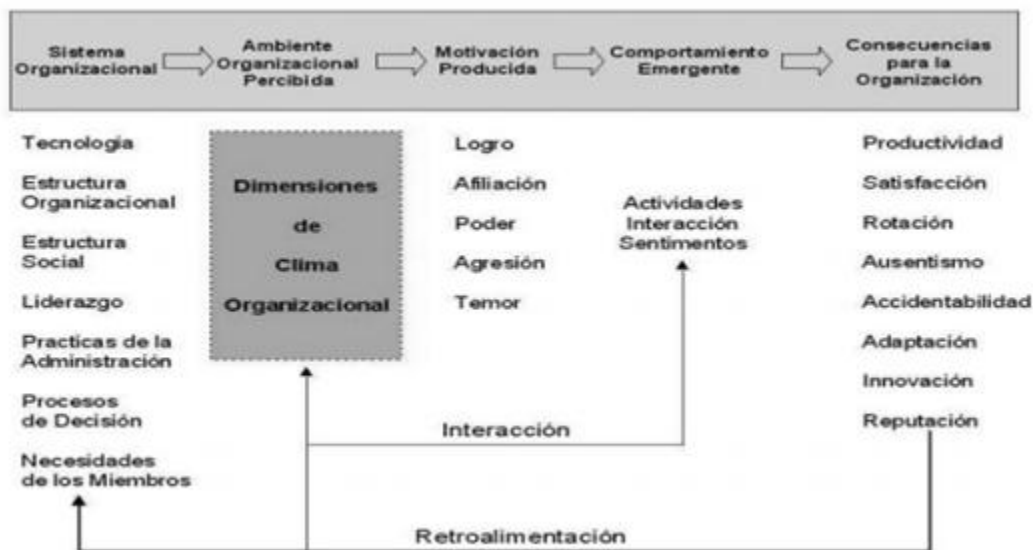 Sistema
Organizacional
Ambiente
Organizacional
Percibida
Motivación
Producida
Comportamiento
Emergente
Consecuencias
para la
Organización
Tecnología
Estructura
Organizacional
Estructura
Social
Liderazgo
Practicas de la
Administración
Procesos
de Decisión
Necesidades
de los Miembros
Dimensiones
de
Clima
Organizacional
Logro
Afiliación
Poder
Agresión
Temor
Actividades
Interacción
Sentimentos
Productividad
Satisfacción
Rotación
Ausentismo
Accidentabilidad
Adaptación
Innovación
Reputación
Interacción
Retroalimentación